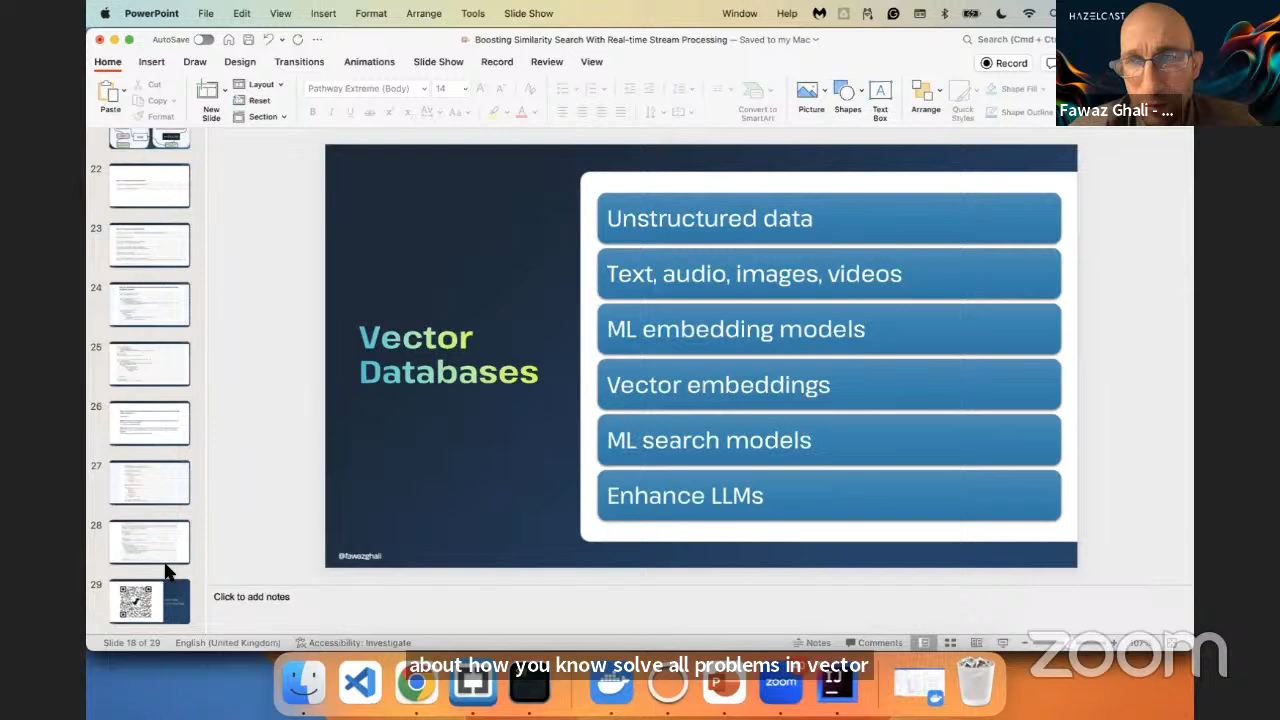 PowerPoint File Edit View Insert Format Arrange Tools Slide Show Window Help
HAZELCAST
AutoSave Boosting Similarity Search With Real-time Stream Processing — Saved to my Mac Search (Cmd + Ctrl
Home Insert Draw Design Transitions Animations Slide Show Record Review View Record
Paste Cut Copy Format
New Slide Layout Reset Section
Pathway Extreme (Body) 14
Convert to SmartArt
Picture Shapes Text Box Arrange Quick Styles Shape Fill Shape Outline
Fawaz Ghali - ...
22
23
24
25
26
27
28
29
Vector
Databases
Unstructured data
Text, audio, images, videos
ML embedding models
Vector embeddings
ML search models
Enhance LLMs
@fawazghali
Click to add notes
Slide 18 of 29 English (United Kingdom) Accessibility: Investigate Notes Comments 107%
about how you know solve all problems in vector
zoom
zoom